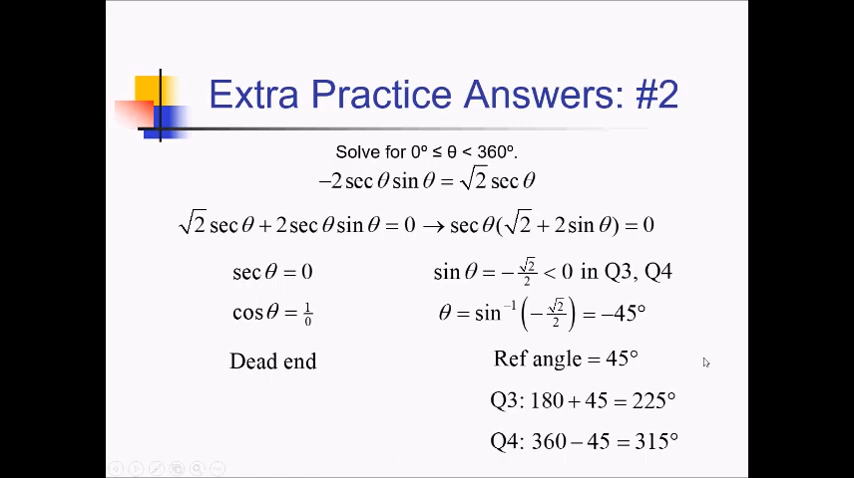 Extra Practice Answers: #2
Solve for 0º ≤ θ < 360º.
−2 sec θ sin θ = √2 sec θ
√2 sec θ + 2 sec θ sin θ = 0 → sec θ(√2 + 2 sin θ) = 0
sec θ = 0
cos θ = 1/0
Dead end
sin θ = −√2/2 < 0 in Q3, Q4
θ = sin⁻¹(−√2/2) = −45°
Ref angle = 45°
Q3: 180 + 45 = 225°
Q4: 360 − 45 = 315°